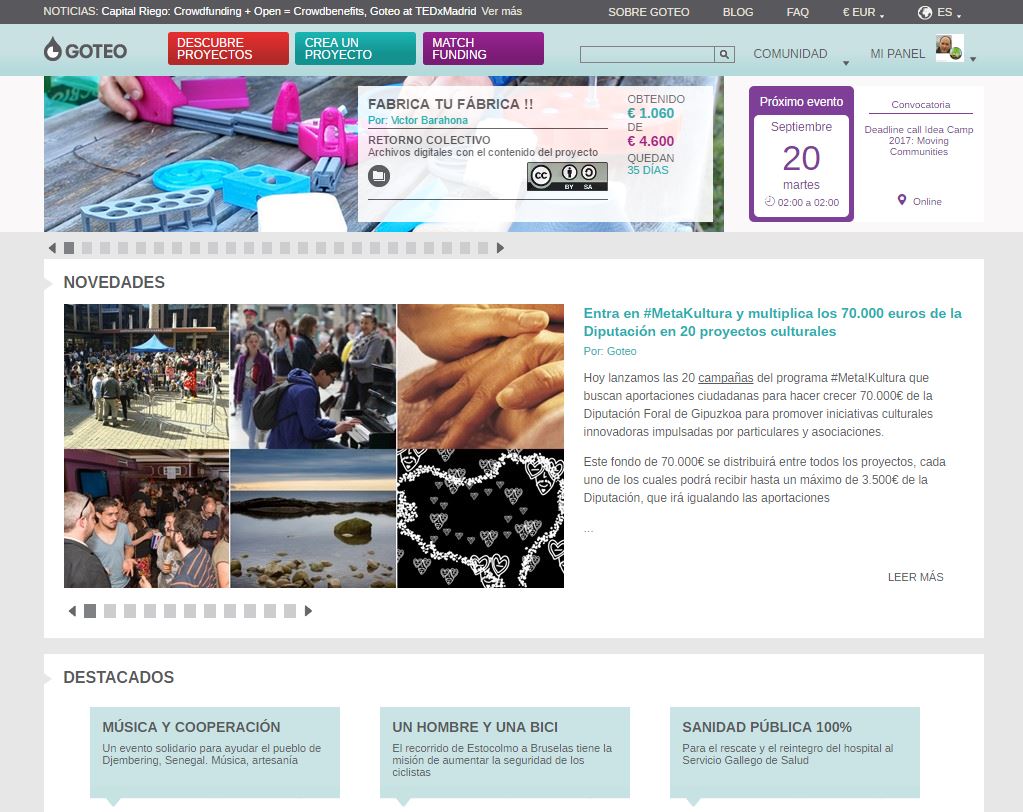 NOTICIAS: Capital Riego: Crowdfunding + Open = Crowdbenefits, Goteo at TEDxMadrid Ver más
SOBRE GOTEO BLOG FAQ € EUR ES
GOTEO
DESCUBRE
PROYECTOS
CREA UN
PROYECTO
MATCH
FUNDING
COMUNIDAD
MI PANEL
FABRICA TU FÁBRICA !!
Por: Victor Barahona
RETORNO COLECTIVO
Archivos digitales con el contenido del proyecto
cc BY SA
OBTENIDO
€ 1.060
DE
€ 4.600
QUEDAN
35 DÍAS
Próximo evento
Septiembre
20
martes
02:00 a 02:00
Convocatoria
Deadline call Idea Camp
2017: Moving
Communities
Online
NOVEDADES
Entra en #MetaKultura y multiplica los 70.000 euros de la
Diputación en 20 proyectos culturales
Por: Goteo
Hoy lanzamos las 20 campañas del programa #Meta!Kultura que
buscan aportaciones ciudadanas para hacer crecer 70.000€ de la
Diputación Foral de Gipuzkoa para promover iniciativas culturales
innovadoras impulsadas por particulares y asociaciones.
Este fondo de 70.000€ se distribuirá entre todos los proyectos, cada
uno de los cuales podrá recibir hasta un máximo de 3.500€ de la
Diputación, que irá igualando las aportaciones
...
LEER MÁS
DESTACADOS
MÚSICA Y COOPERACIÓN
Un evento solidario para ayudar el pueblo de
Djembering, Senegal. Música, artesanía
UN HOMBRE Y UNA BICI
El recorrido de Estocolmo a Bruselas tiene la
misión de aumentar la seguridad de los
ciclistas
SANIDAD PÚBLICA 100%
Para el rescate y el reintegro del hospital al
Servicio Gallego de Salud